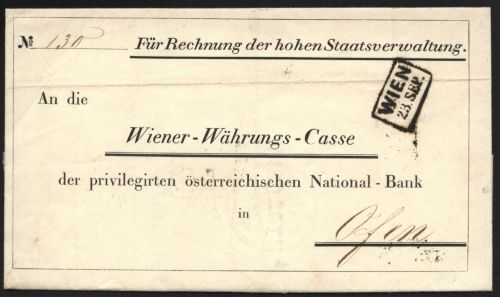 № 130 Für Rechnung der hohen Staatsverwaltung.
WIEN
23. SEP.
An die
Wiener-Währungs-Casse
der privilegirten österreichischen National-Bank
in
Ofen.